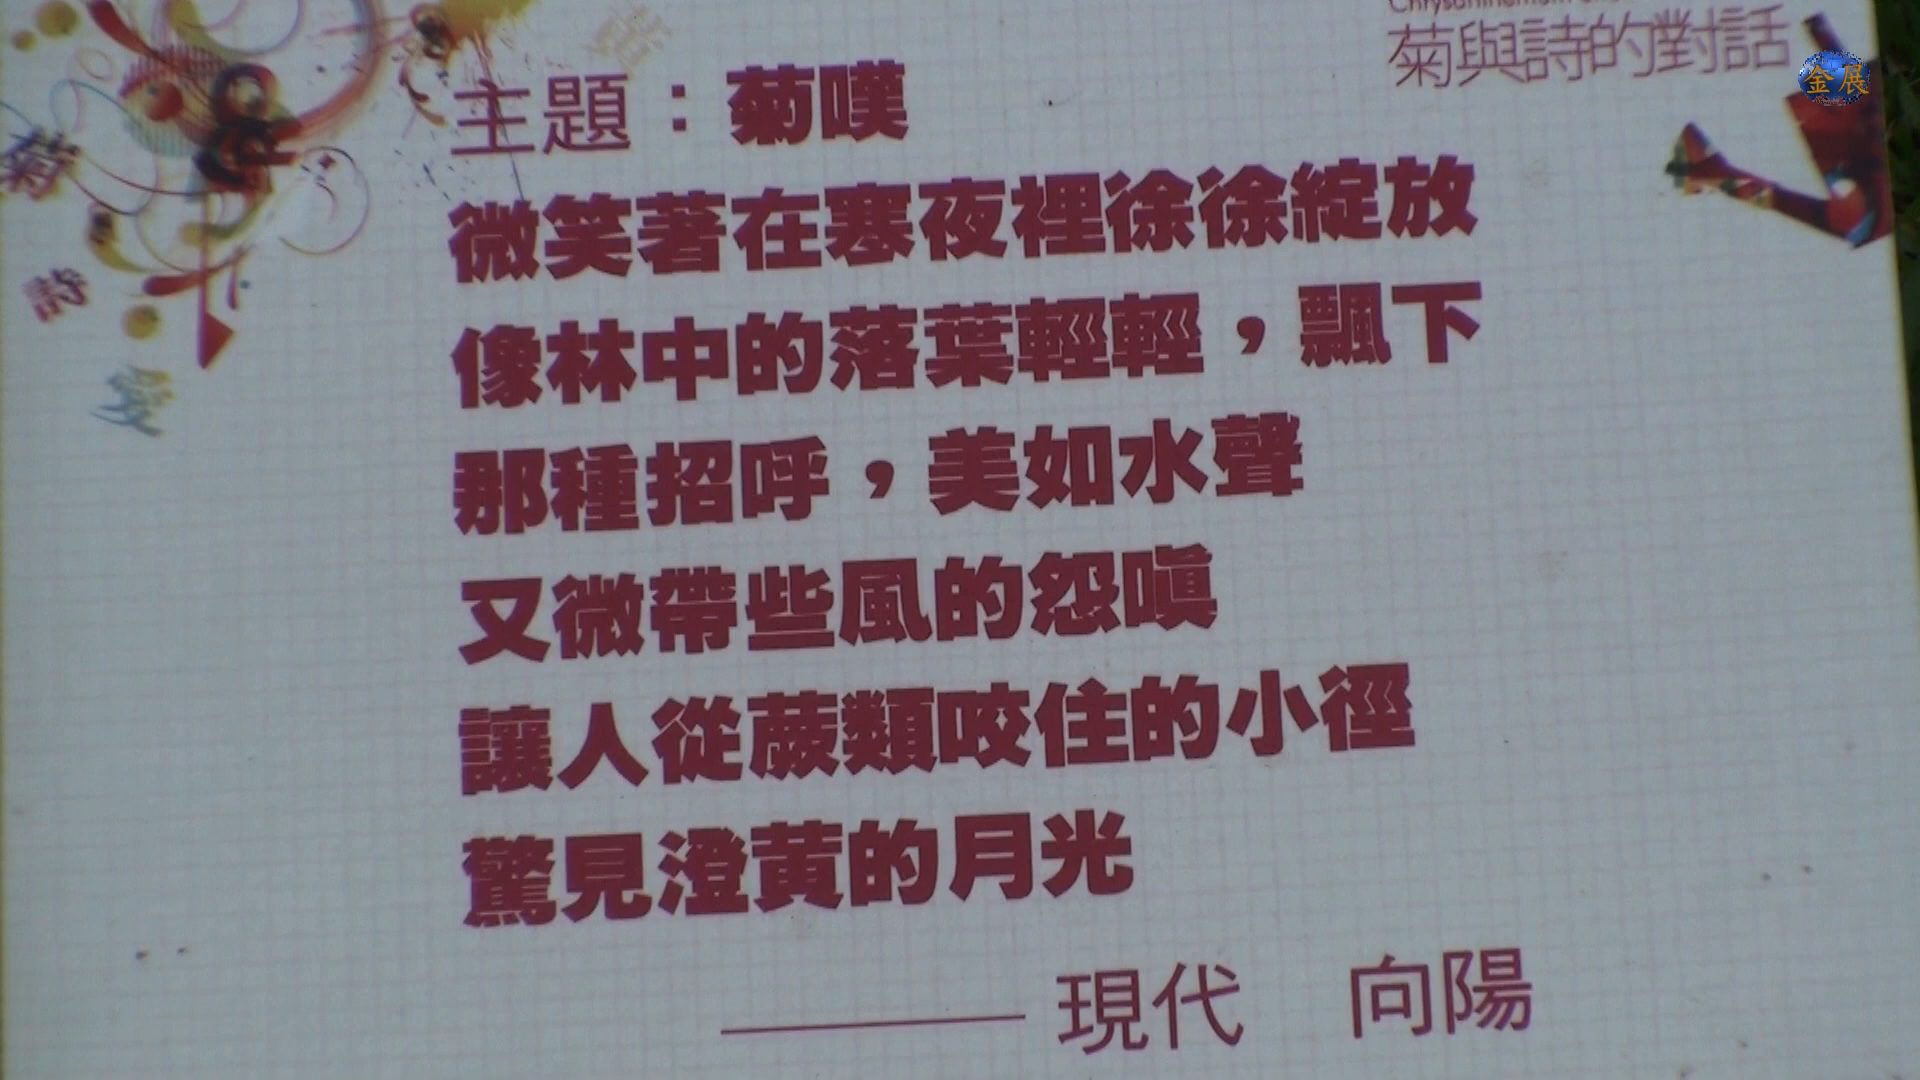 菊與詩的對話
金展
主題：菊嘆
微笑著在寒夜裡徐徐綻放
像林中的落葉輕輕，飄下
那種招呼，美如水聲
又微帶些風的怨嗔
讓人從蕨類咬住的小徑
驚見澄黃的月光
現代 向陽
菊
詩
愛